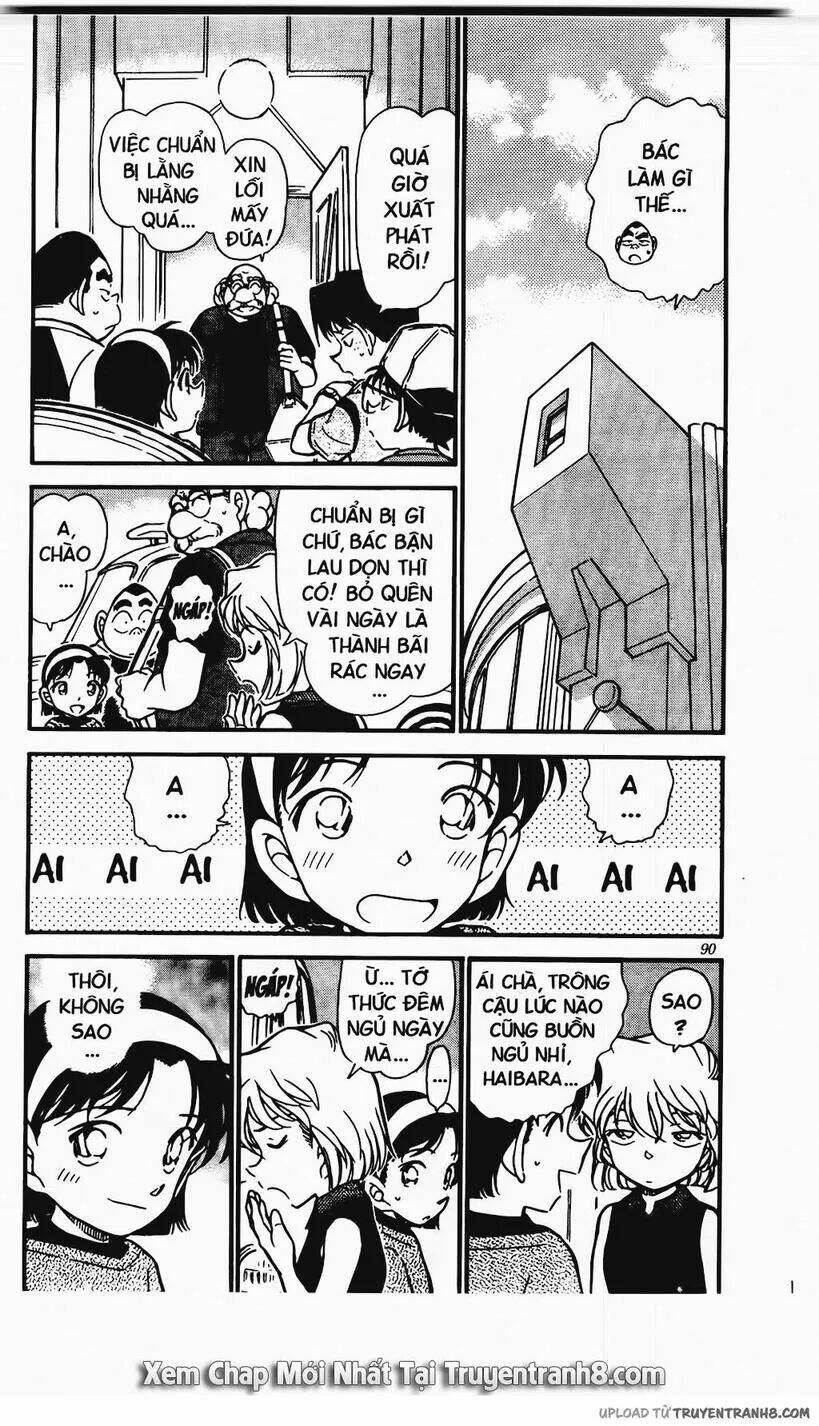 BÁC
LÀM GÌ
THẾ...
QUÁ
GIỜ
XUẤT
PHÁT
RỒI!
XIN
LỖI
MẤY
ĐỨA!
VIỆC CHUẨN
BỊ LẰNG
NHẰNG
QUÁ...
CHUẨN BỊ GÌ
CHỨ, BÁC BẬN
LAU DỌN THÌ
CÓ! BỎ QUÊN
VÀI NGÀY LÀ
THÀNH BÃI
RÁC NGAY
...
NGÁP!
A,
CHÀO
...
A
...
AI AI AI
A
...
AI AI AI
90
SAO
?
ÁI CHÀ, TRÔNG
CẬU LÚC NÀO
CŨNG BUỒN
NGỦ NHỈ,
HAIBARA...
Ừ... TỚ
THỨC ĐÊM
NGỦ NGÀY
MÀ...
...
NGÁP!
THÔI,
KHÔNG
SAO
...
1
Xem Chap Mới Nhất Tại Truyentranh8.com
UPLOAD TỪ TRUYENTRANH8.COM